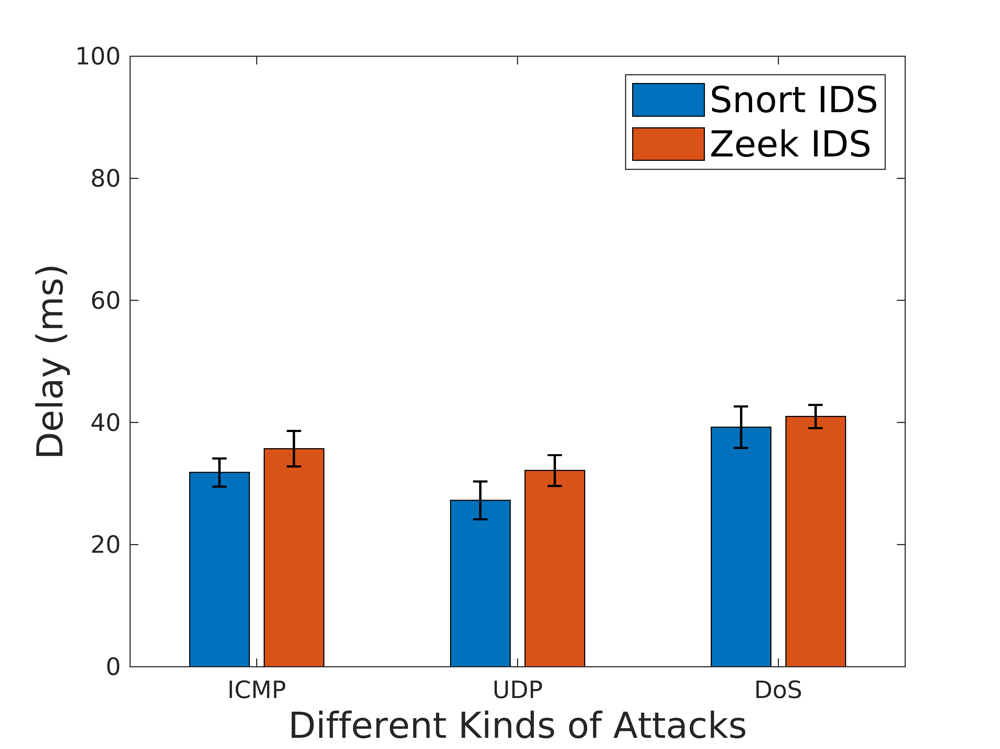 100
80
60
40
20
0
Delay (ms)
Snort IDS
Zeek IDS
ICMP UDP DoS
Different Kinds of Attacks